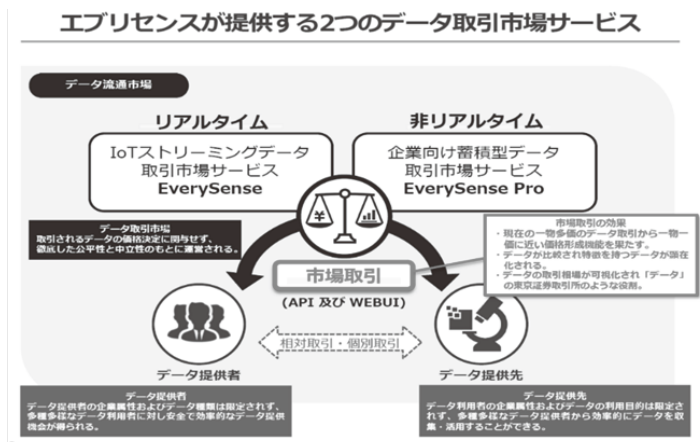 エブリセンスが提供する2つのデータ取引市場サービス
データ流通市場
リアルタイム
非リアルタイム
IoTストリーミングデータ
取引市場サービス
EverySense
企業向け蓄積型データ
取引市場サービス
EverySense Pro
¥
データ取引市場
取引されるデータの価格決定に関与せず、
徹底した公平性と中立性のもとに運営される。
市場取引の効果
・現在の一物多価のデータ取引から一物一
価に近い価格形成機能を果たす。
・データが比較され特徴を持つデータが顕在
化される。
・データの取引相場が可視化され「データ」
の東京証券取引所のような役割。
市場取引
(API 及び WEBUI)
相対取引・個別取引
データ提供者
データ提供先
データ提供者
データ提供者の企業属性およびデータ種類は限定されず、
多種多様なデータ利用者に対し安全で効率的なデータ提供
機会が得られる。
データ提供先
データ利用者の企業属性およびデータの利用目的は限定さ
れず、多種多様なデータ提供者から効率的にデータを収
集・活用することができる。